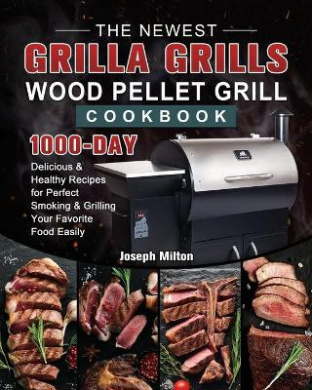 THE NEWEST
GRILLA GRILLS
WOOD PELLET GRILL
COOKBOOK
1000-DAY
Delicious &
Healthy Recipes
for Perfect
Smoking & Grilling
Your Favorite
Food Easily
Joseph Milton